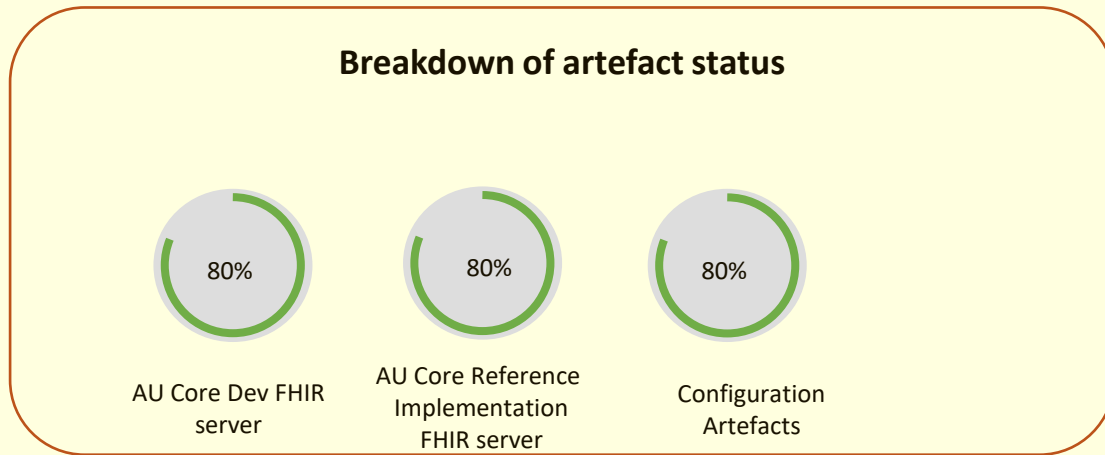 Breakdown of artefact status
80%
80%
80%
AU Core Dev FHIR
server
AU Core Reference
Implementation
FHIR server
Configuration
Artefacts